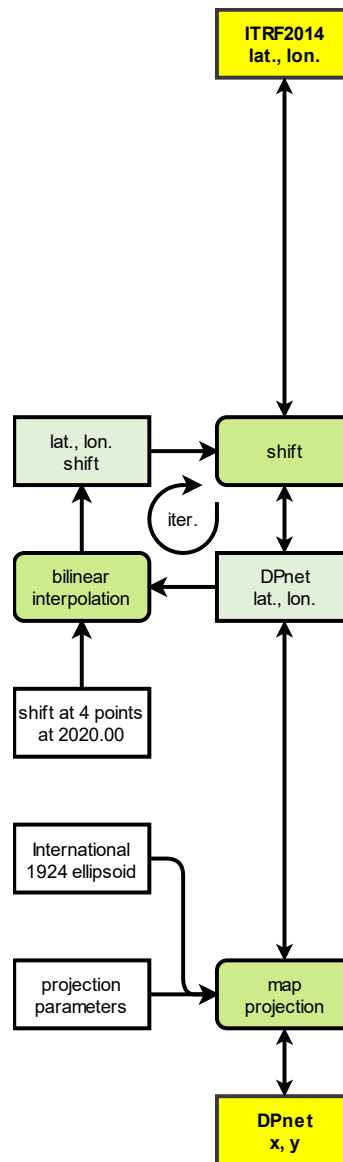 ITRF2014
lat., lon.
lat., lon.
shift
shift
iter.
bilinear
interpolation
DPnet
lat., lon.
shift at 4 points
at 2020.00
International
1924 ellipsoid
projection
parameters
map
projection
DPnet
x, y